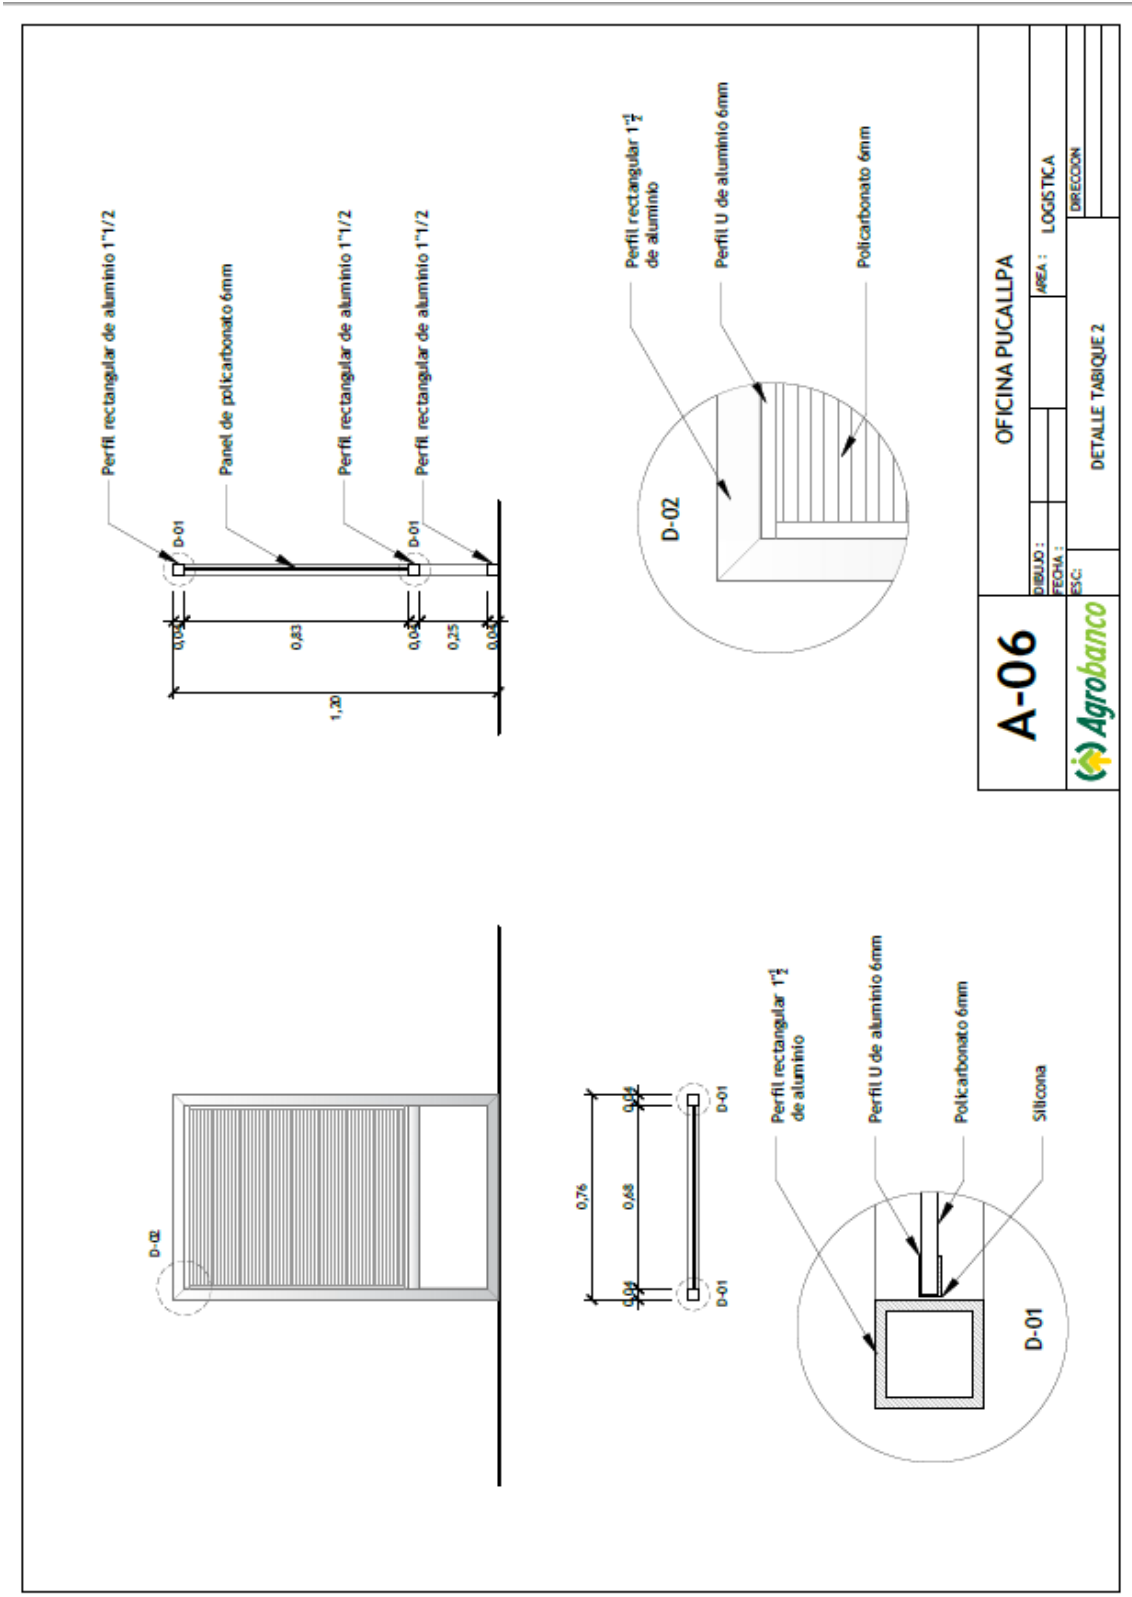 D-02
Perfil rectangular de aluminio 1"1/2
Panel de policarbonato 6mm
Perfil rectangular de aluminio 1"1/2
Perfil rectangular de aluminio 1"1/2
D-01
D-01
0,04
0,83
0,04
0,25
0,04
1,20
0,76
0,04
0,68
0,04
D-01
D-01
Perfil rectangular 1"½
de aluminio
Perfil U de aluminio 6mm
Policarbonato 6mm
D-02
Perfil rectangular 1"½
de aluminio
Perfil U de aluminio 6mm
Policarbonato 6mm
Silicona
D-01
A-06
Agrobanco
OFICINA PUCALLPA
DIBUJO :
FECHA :
AREA : LOGISTICA
ESC:
DETALLE TABIQUE 2
DIRECCION